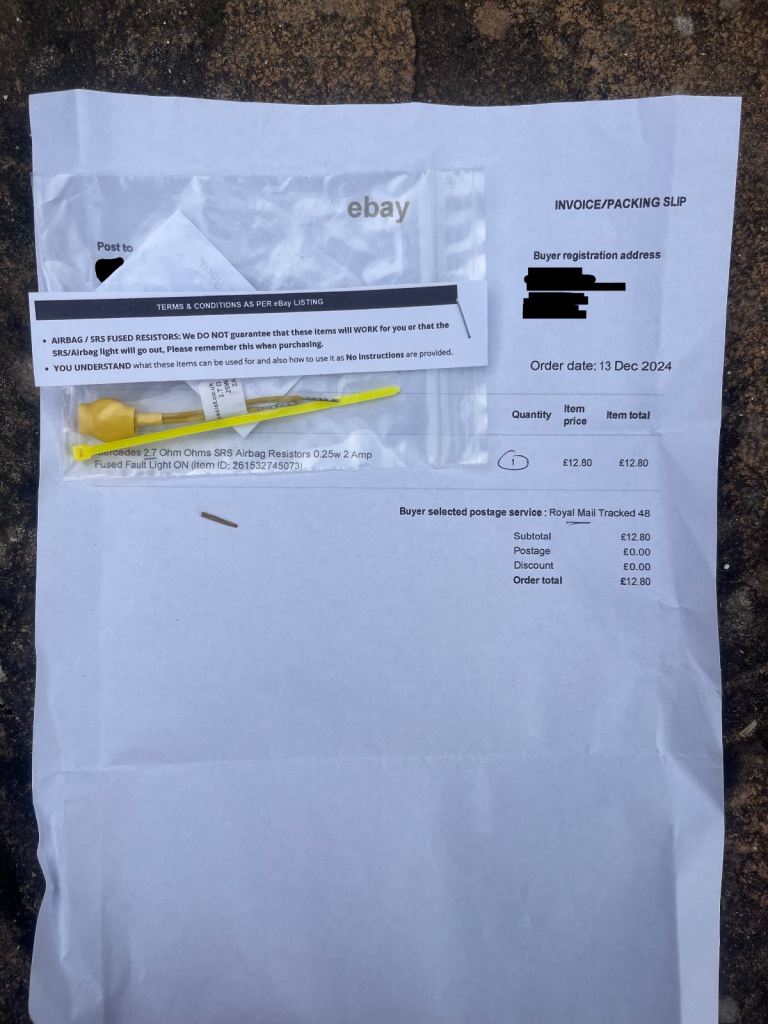 ebay
INVOICE/PACKING SLIP
Post to
Buyer registration address
TERMS & CONDITIONS AS PER eBay LISTING
• AIRBAG / SRS FUSED RESISTORS: We DO NOT guarantee that these items will WORK for you or that the
SRS/Airbag light will go out, Please remember this when purchasing.
• YOU UNDERSTAND what these items can be used for and also how to use it as No Instructions are provided.
Order date: 13 Dec 2024
Quantity Item price Item total
2.7
Mercedes 2.7 Ohm Ohms SRS Airbag Resistors 0.25w 2 Amp
Fused Fault Light ON (Item ID: 261532745073)
1 £12.80 £12.80
Buyer selected postage service : Royal Mail Tracked 48
Subtotal £12.80
Postage £0.00
Discount £0.00
Order total £12.80